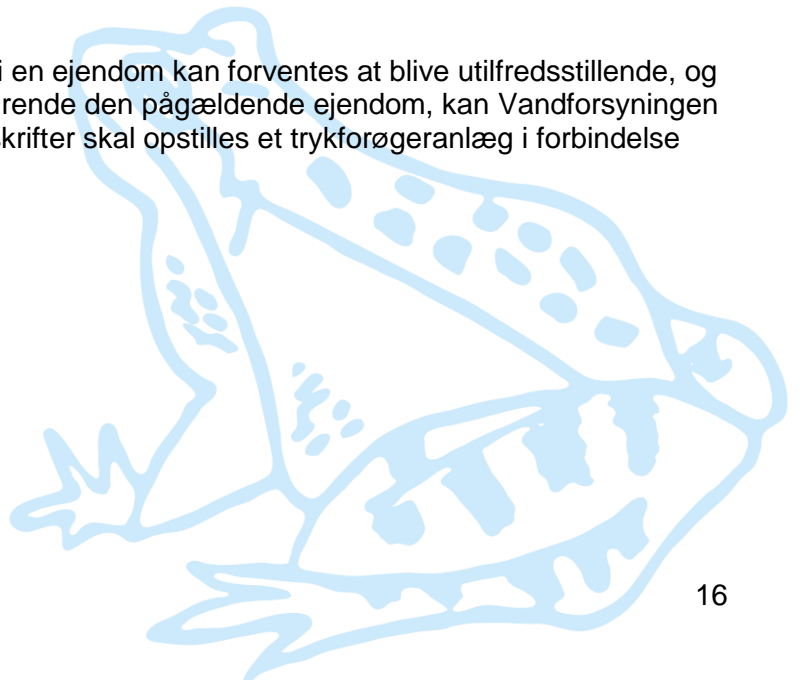 i en ejendom kan forventes at blive utilfredsstillende, og
rende den pågældende ejendom, kan Vandforsyningen
skrifter skal opstilles et trykforøgeranlæg i forbindelse
16